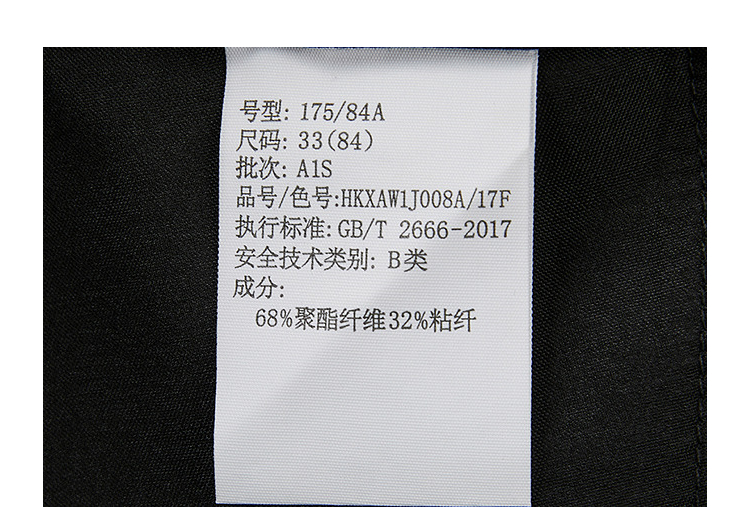 号型: 175/84A
尺码: 33(84)
批次: A1S
品号/色号:HKXAW1J008A/17F
执行标准: GB/T 2666-2017
安全技术类别: B类
成分:
68%聚酯纤维32%粘纤